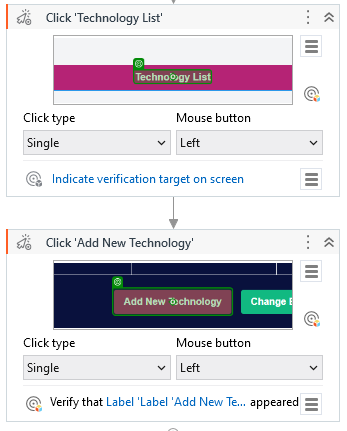 Click 'Technology List'
Technology List
Click type Mouse button
Single Left
Indicate verification target on screen
Click 'Add New Technology'
Add New Technology Change
Click type Mouse button
Single Left
Verify that Label 'Label 'Add New Te... appeared